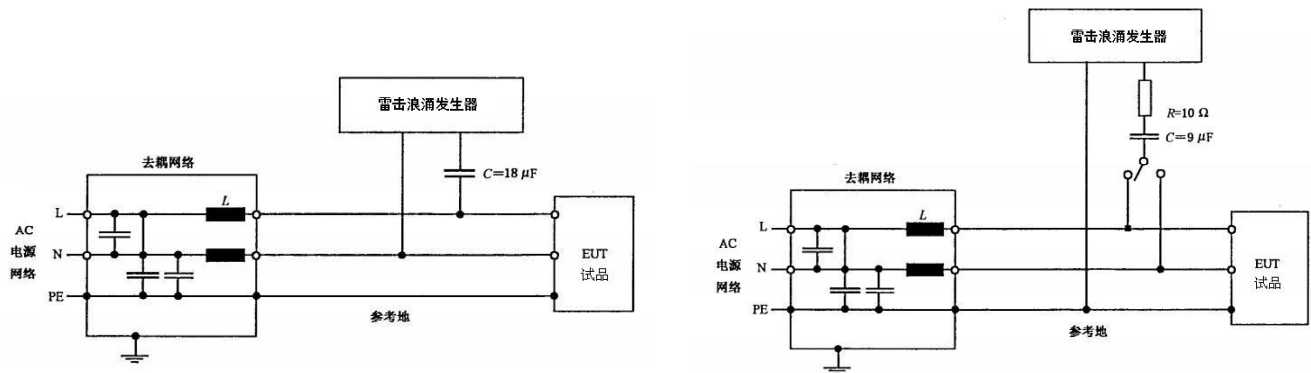 雷击浪涌发生器
C=18 μF
去耦网络
L
L
AC
电源
网络
N
EUT
试品
PE
参考地
雷击浪涌发生器
R=10 Ω
C=9 μF
去耦网络
L
L
AC
电源
网络
N
EUT
试品
PE
参考地